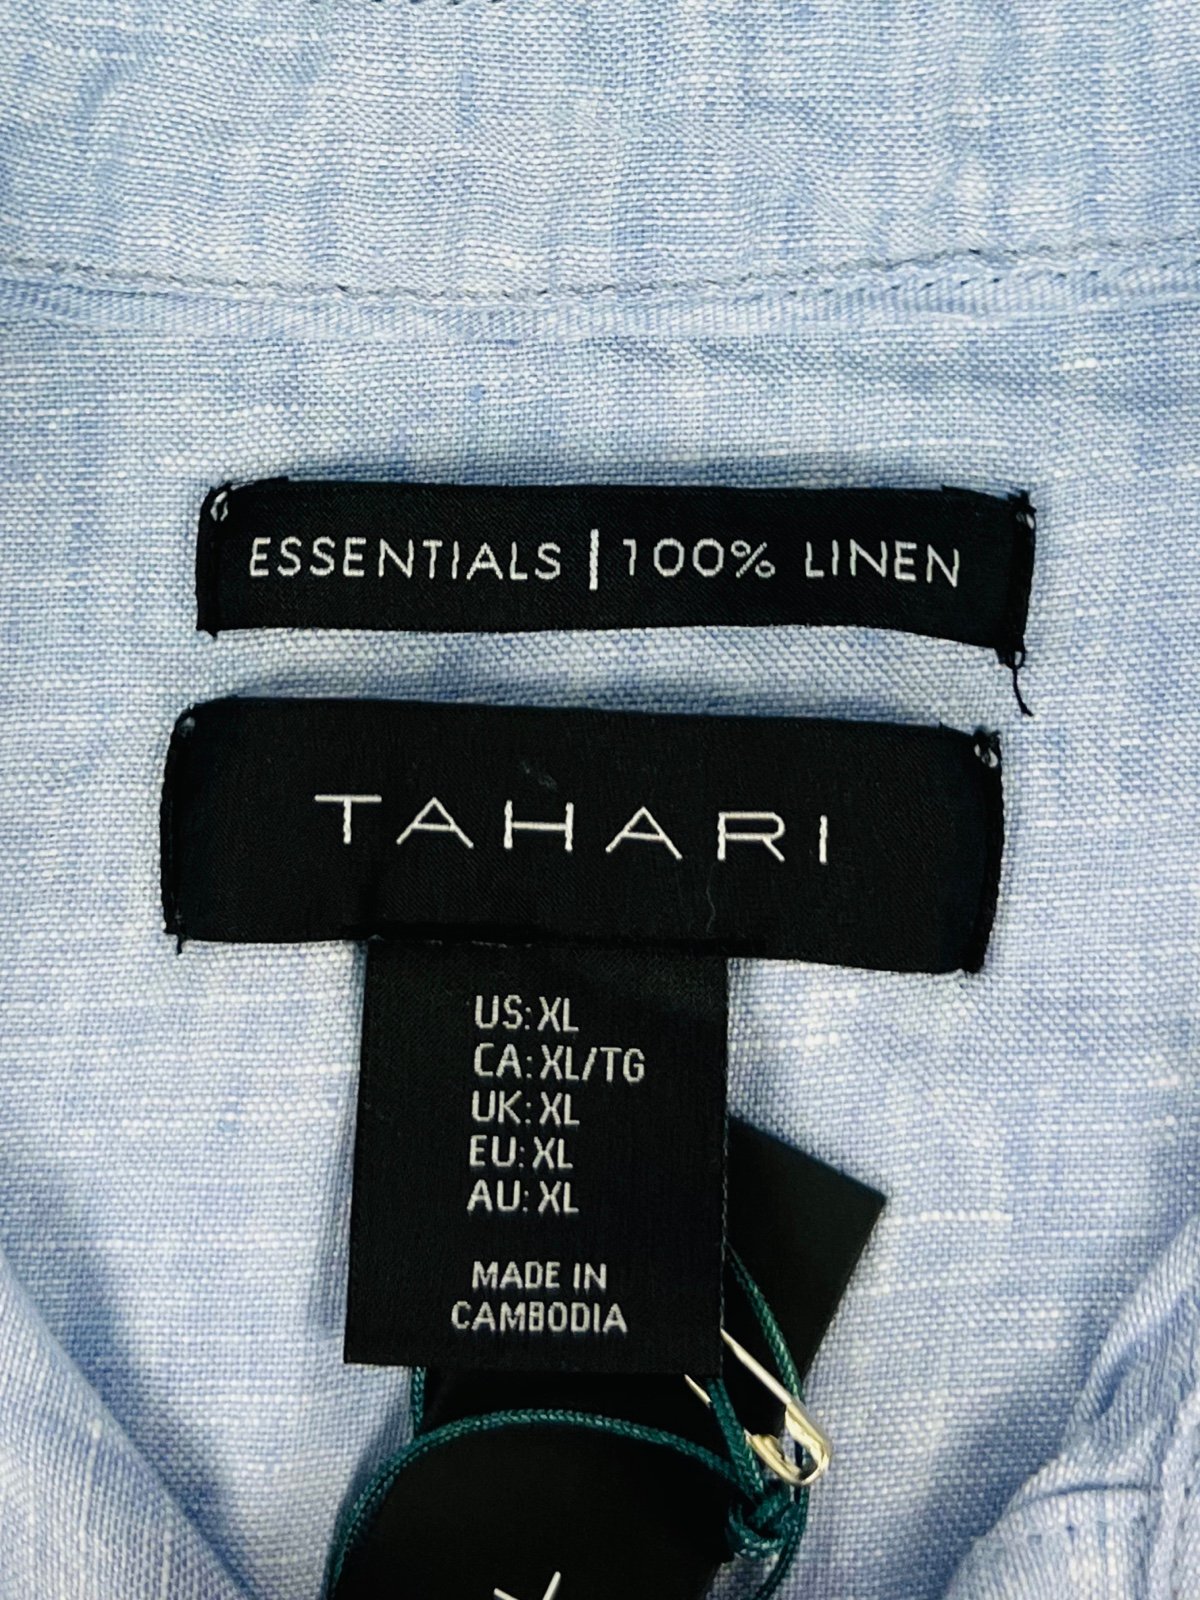 ESSENTIALS | 100% LINEN
TAHARI
US: XL
CA: XL/TG
UK: XL
EU: XL
AU: XL
MADE IN
CAMBODIA